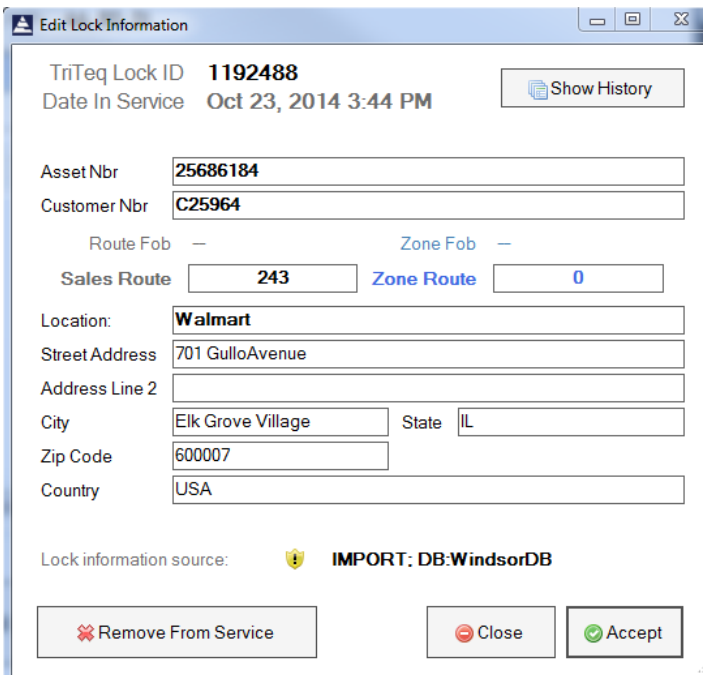 Edit Lock Information
TriTeq Lock ID 1192488
Date In Service Oct 23, 2014 3:44 PM
Show History
Asset Nbr 25686184
Customer Nbr C25964
Route Fob — Zone Fob —
Sales Route 243 Zone Route 0
Location: Walmart
Street Address 701 GulloAvenue
Address Line 2
City Elk Grove Village State IL
Zip Code 600007
Country USA
Lock information source: IMPORT; DB:WindsorDB
Remove From Service Close Accept